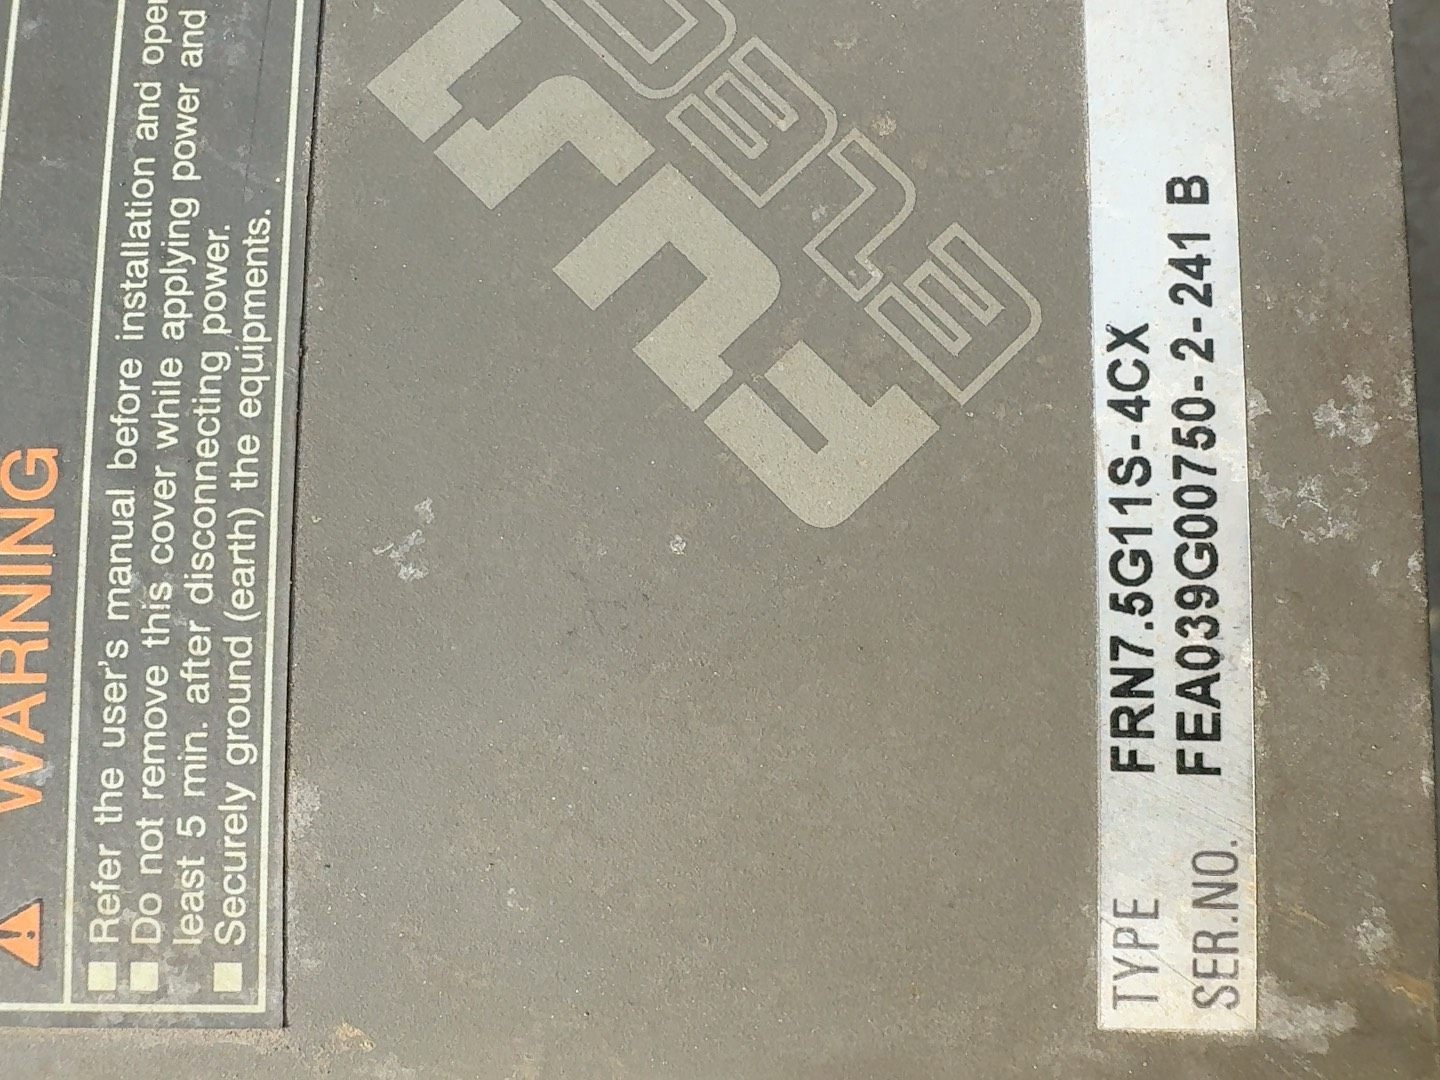 WARNING
Refer the user's manual before installation and oper
Do not remove this cover while applying power and
least 5 min. after disconnecting power.
Securely ground (earth) the equipments.
TYPE FRN7.5G11S-4CX
SER.NO. FEA039G00750-2-241 B